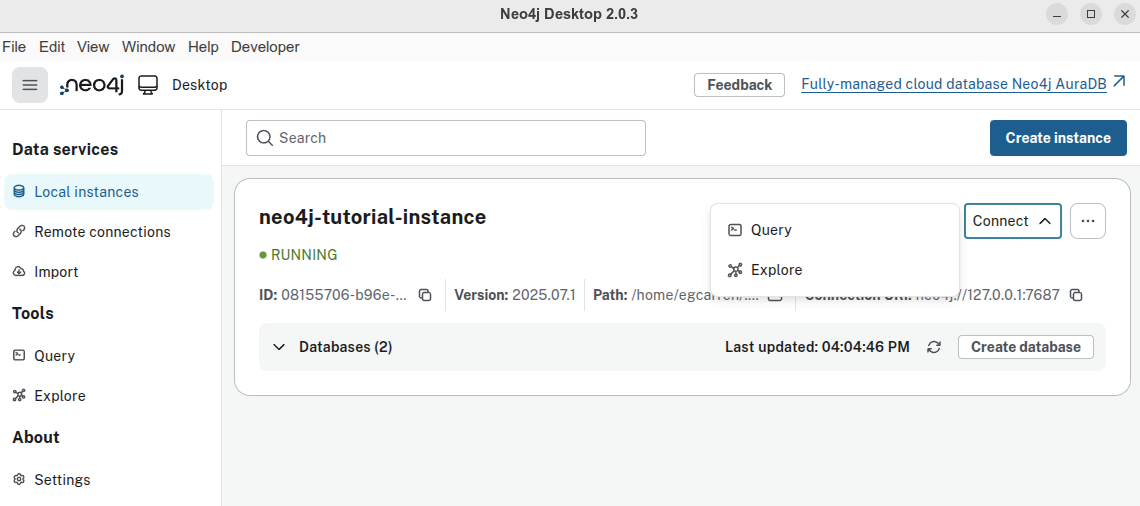 Neo4j Desktop 2.0.3
File Edit View Window Help Developer
neo4j Desktop
Feedback
Fully-managed cloud database Neo4j AuraDB
Data services
Local instances
Remote connections
Import
Tools
Query
Explore
About
Settings
Search
Create instance
neo4j-tutorial-instance
RUNNING
Query
Explore
Connect
ID: 08155706-b96e-...
Version: 2025.07.1
Path: /home/egcarren/....
Connection URI: neo4j://127.0.0.1:7687
Databases (2)
Last updated: 04:04:46 PM
Create database